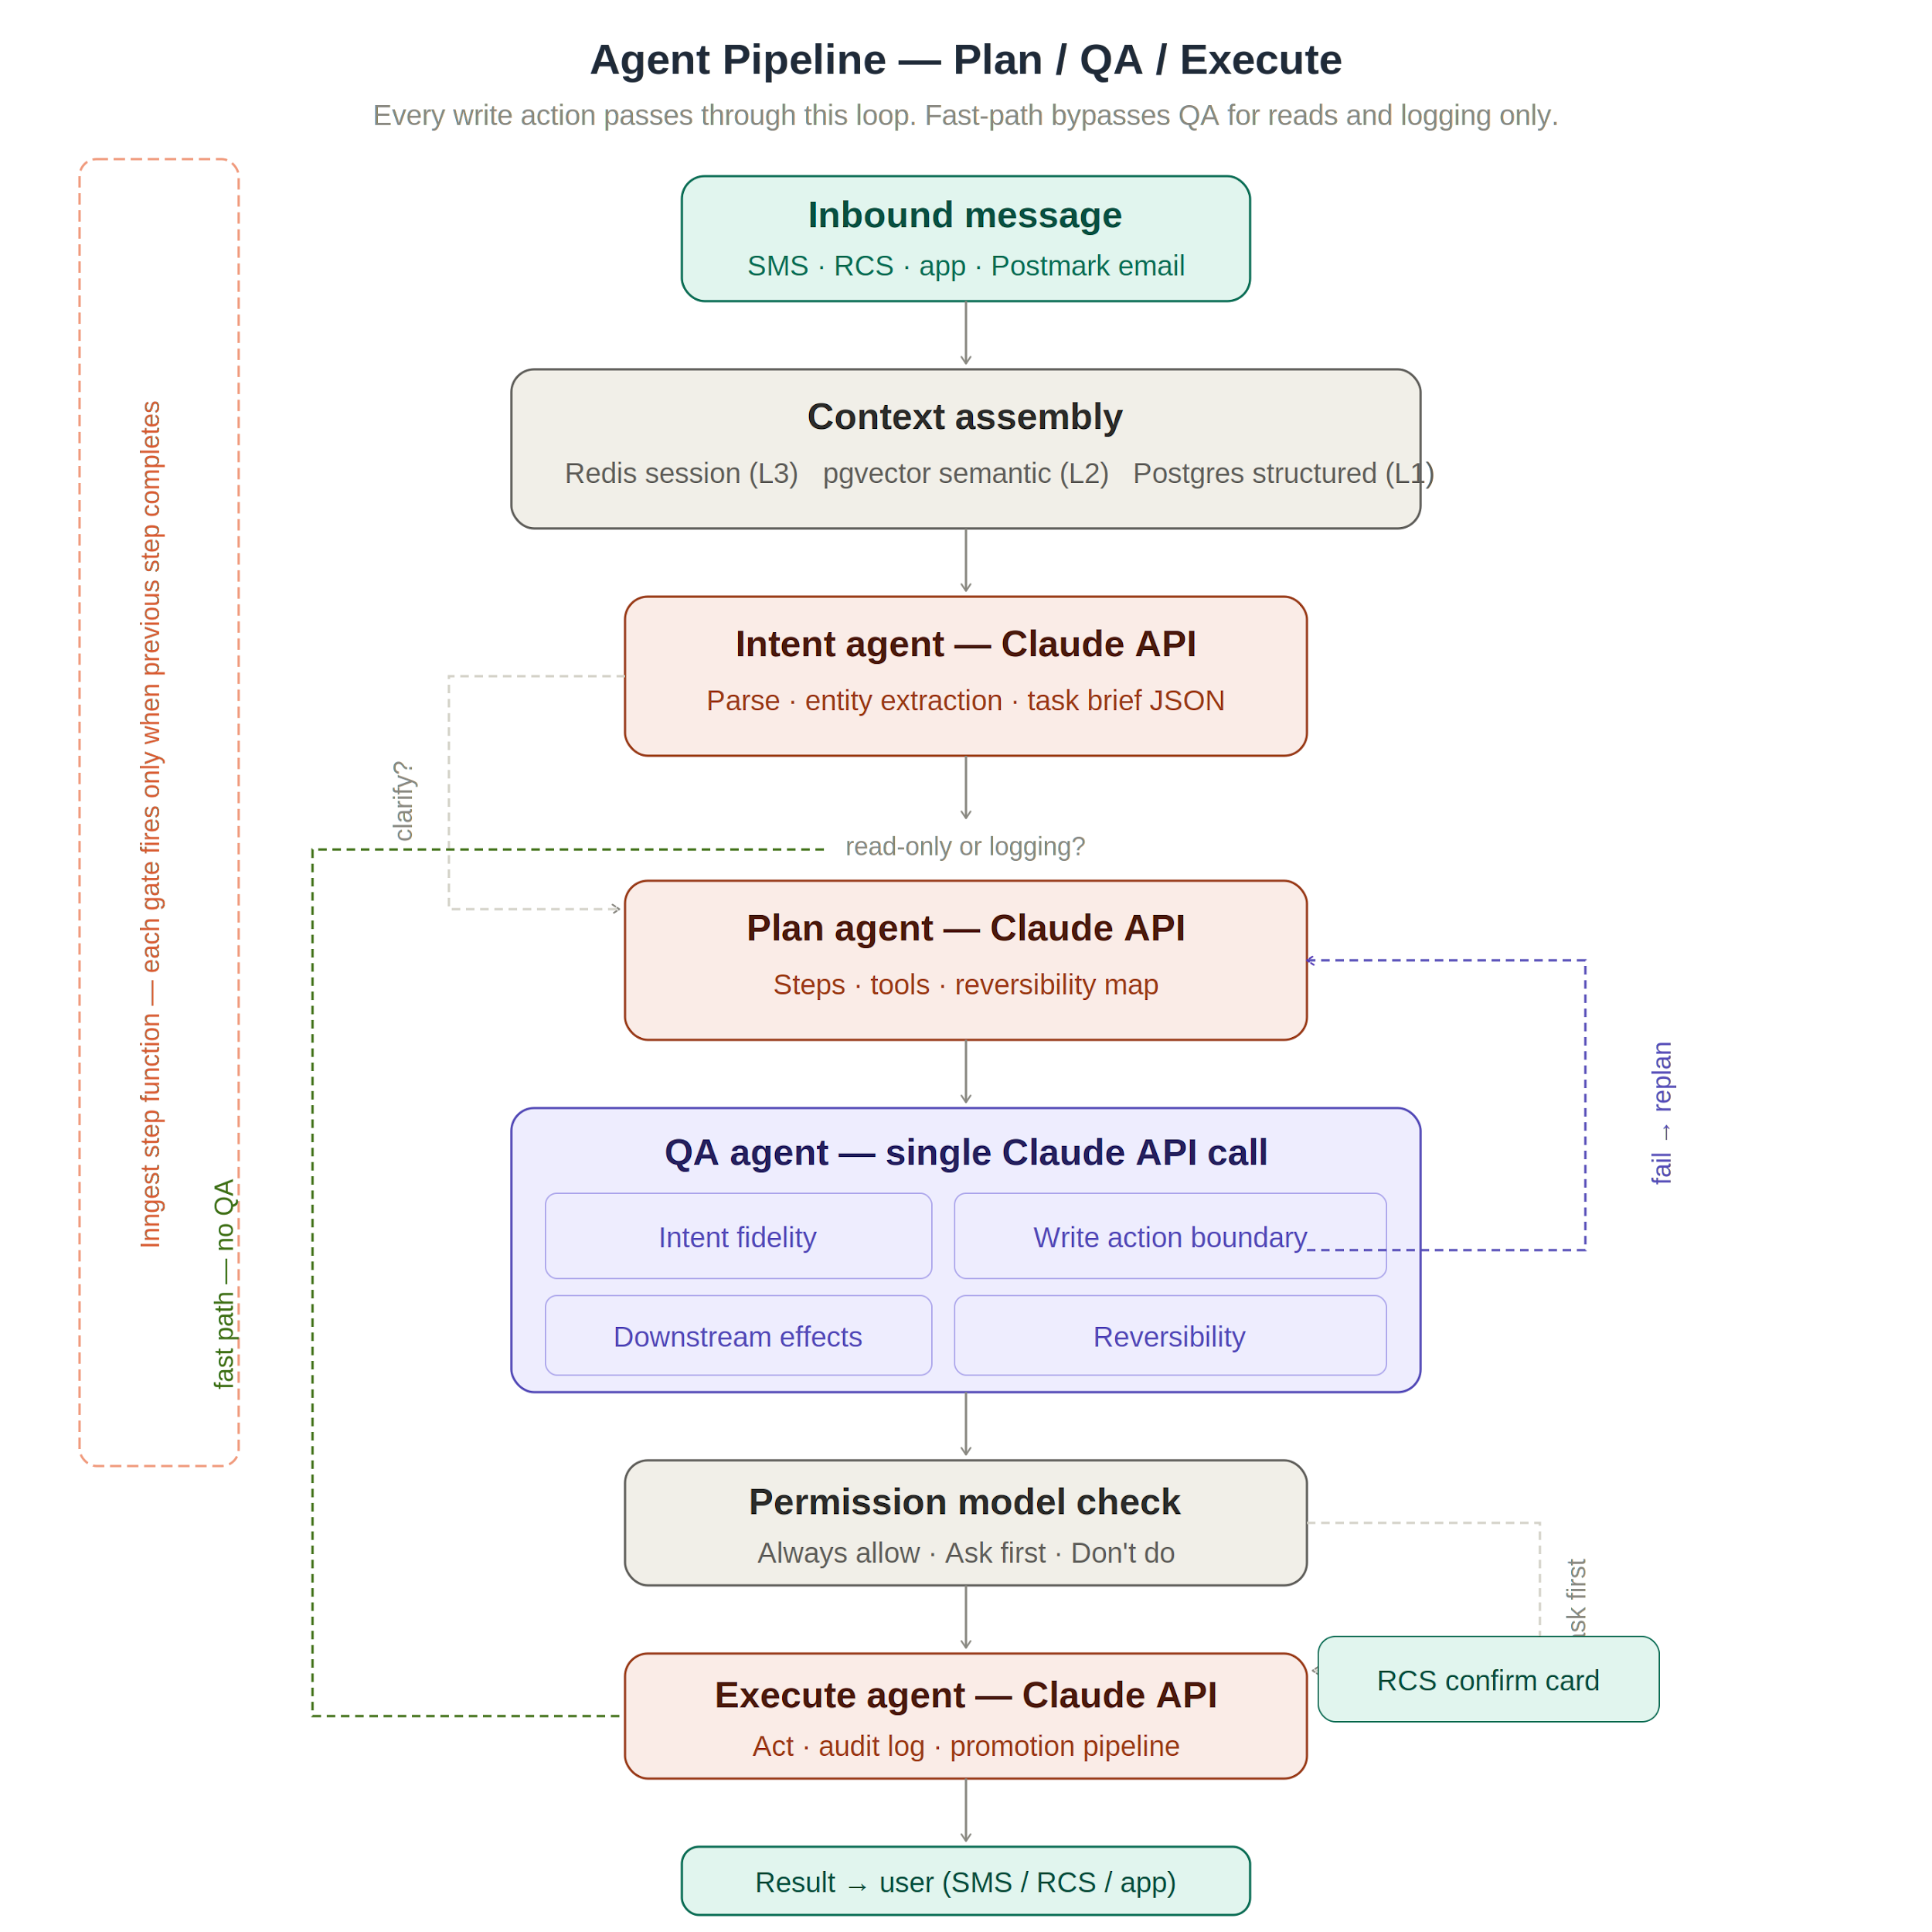 Agent Pipeline — Plan / QA / Execute
Every write action passes through this loop. Fast-path bypasses QA for reads and logging only.
Inbound message
SMS · RCS · app · Postmark email
Context assembly
Redis session (L3) pgvector semantic (L2) Postgres structured (L1)
Inngest step function — each gate fires only when previous step completes
Intent agent — Claude API
Parse · entity extraction · task brief JSON
clarify?
read-only or logging?
Plan agent — Claude API
Steps · tools · reversibility map
fail → replan
QA agent — single Claude API call
Intent fidelity
Write action boundary
Downstream effects
Reversibility
fast path — no QA
Permission model check
Always allow · Ask first · Don't do
first
RCS confirm card
Execute agent — Claude API
Act · audit log · promotion pipeline
Result → user (SMS / RCS / app)